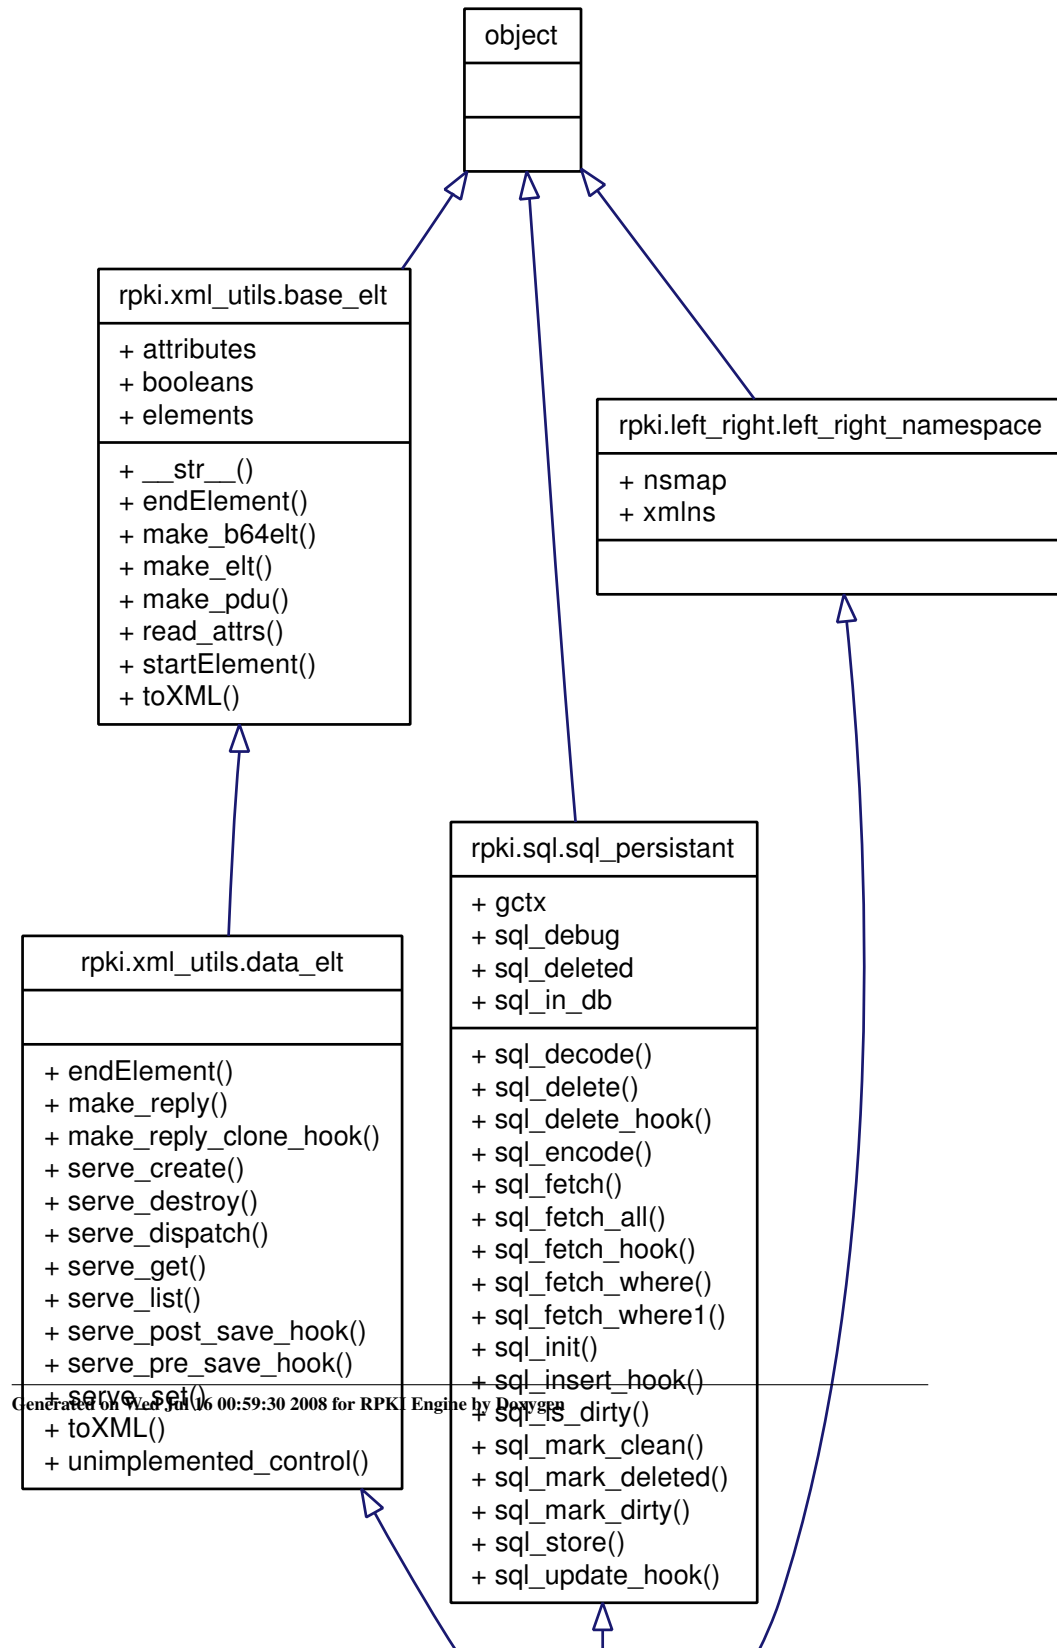 object
rpki.xml_utils.base_elt
+ attributes
+ booleans
+ elements
+ __str__()
+ endElement()
+ make_b64elt()
+ make_elt()
+ make_pdu()
+ read_attrs()
+ startElement()
+ toXML()
rpki.left_right.left_right_namespace
+ nsmap
+ xmlns
rpki.sql.sql_persistant
+ gctx
+ sql_debug
+ sql_deleted
+ sql_in_db
+ sql_decode()
+ sql_delete()
+ sql_delete_hook()
+ sql_encode()
+ sql_fetch()
+ sql_fetch_all()
+ sql_fetch_hook()
+ sql_fetch_where()
+ sql_fetch_where1()
+ sql_init()
+ sql_insert_hook()
+ sql_is_dirty()
+ sql_mark_clean()
+ sql_mark_deleted()
+ sql_mark_dirty()
+ sql_store()
+ sql_update_hook()
rpki.xml_utils.data_elt
+ endElement()
+ make_reply()
+ make_reply_clone_hook()
+ serve_create()
+ serve_destroy()
+ serve_dispatch()
+ serve_get()
+ serve_list()
+ serve_post_save_hook()
+ serve_pre_save_hook()
+ serve_set()
+ toXML()
+ unimplemented_control()
Generated on Wed Jul 16 00:59:30 2008 for RPKI Engine by Doxygen